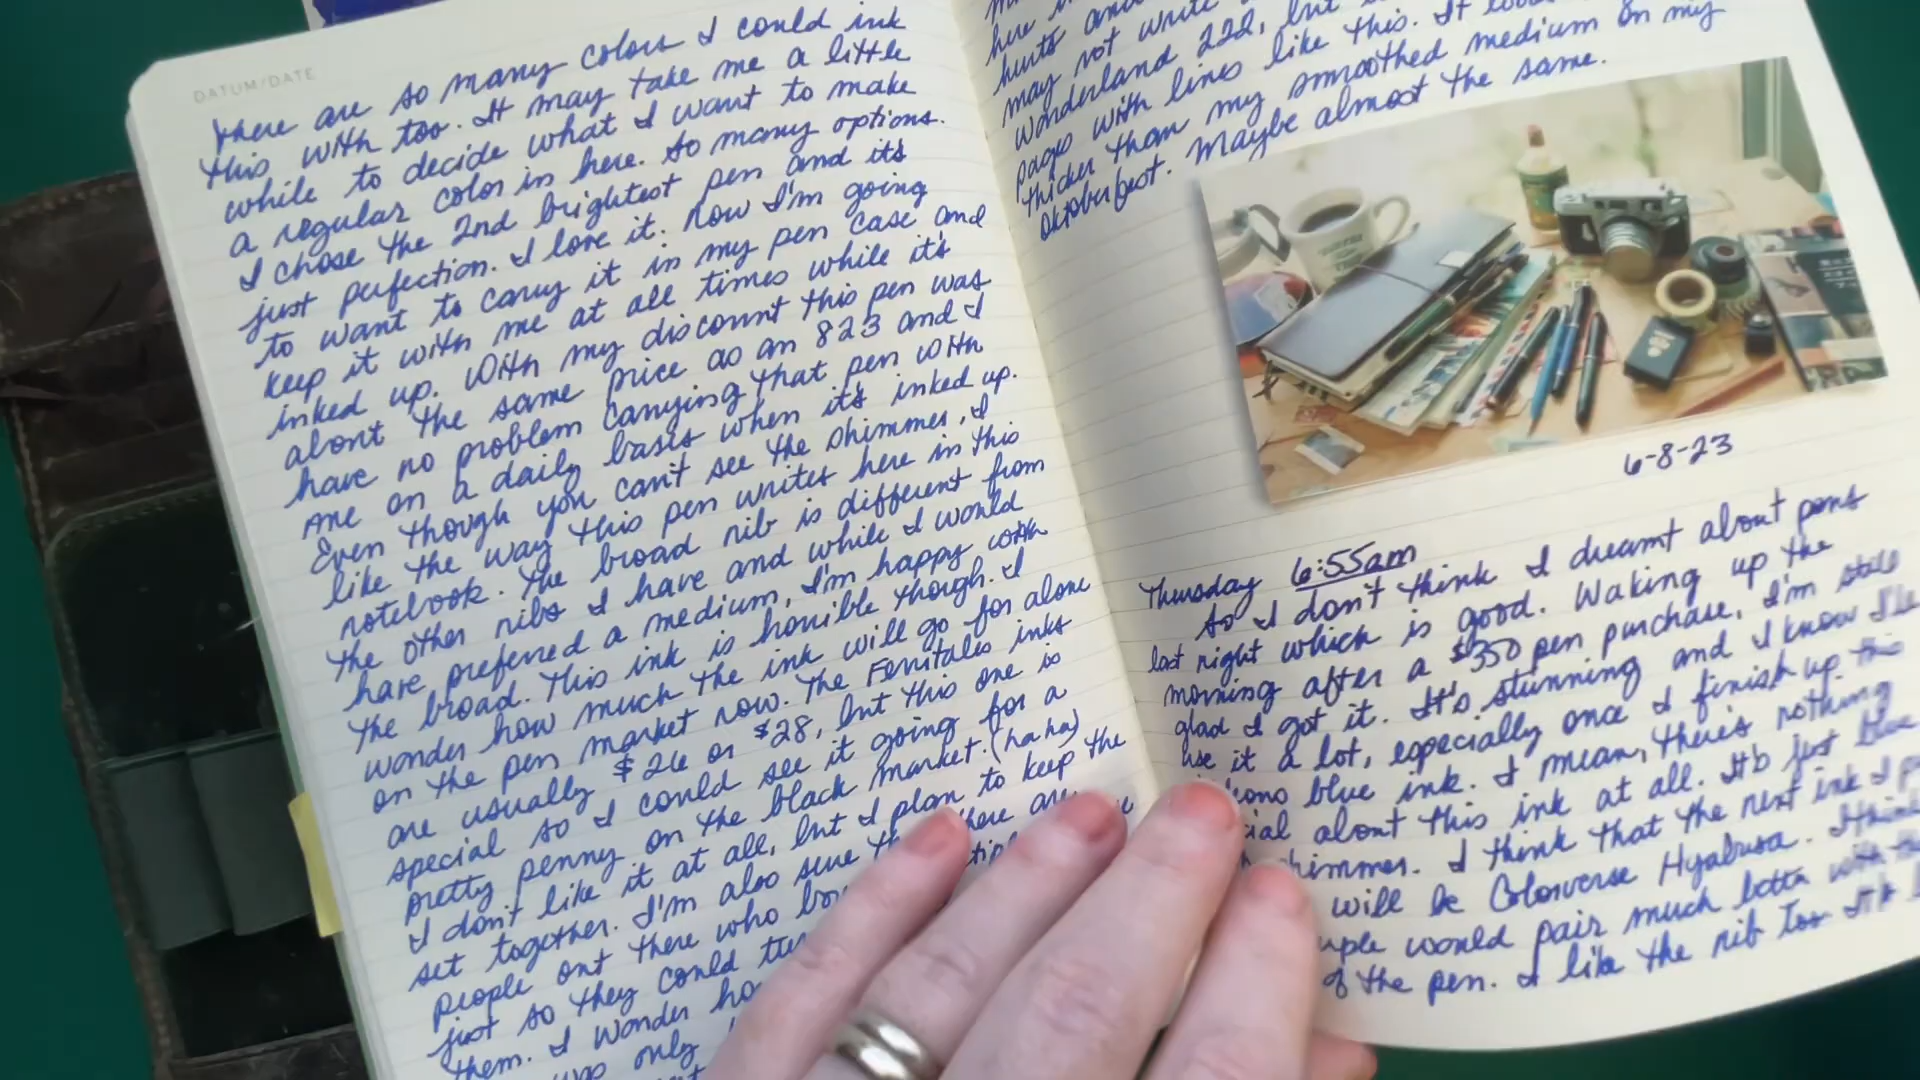 DATUM/DATE
there are so many colors I could ink
this with too. It may take me a little
while to decide what I want to make
a regular color in here. So many options.
I chose the 2nd brightest pen and it's
just perfection. I love it. Now I'm going
to want to carry it in my pen case and
keep it with me at all times while it's
inked up. With my discount this pen was
about the same price as an 823 and I
have no problem carrying that pen with
me on a daily basis when it's inked up.
Even though you can't see the shimmer, I
like the way this pen writes here in this
notebook. The broad nib is different from
the other nibs I have and while I would
have preferred a medium, I'm happy with
the broad. This ink is horrible though. I
wonder how much the ink will go for alone
on the pen market now. The Ferritales inks
are usually $26 or $28, but this one is
special so I could see it going for a
pretty penny on the black market. (ha ha)
I don't like it at all, but I plan to keep the
set together. I'm also sure there are
people out there who
just so they could
them. I wonder
was only
here
hurts and
may not write
Wonderland 222, but
pages with lines like this. It
thicker than my smoothed medium on my
Oktoberfest. Maybe almost the same.
6-8-23
Thursday 6:55am
So I don't think I dreamt about pens
last night which is good. Waking up the
morning after a $350 pen purchase, I'm still
glad I got it. It's stunning and I know I'll
use it a lot, especially once I finish up this
blue ink. I mean, there's nothing
about this ink at all. It's just blue
shimmer. I think that the next ink I
will be Colorverse Hyabusa. I think
would pair much better with the
of the pen. I like the nib too. It's